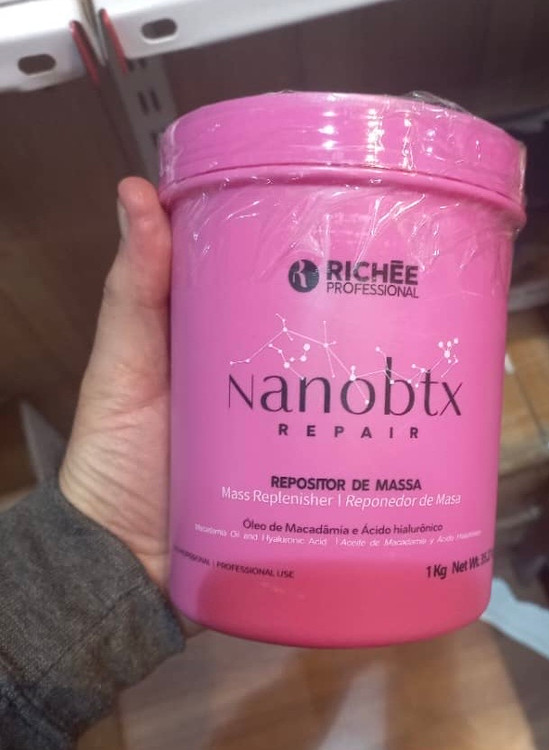 RICHĒE
PROFESSIONAL
Nanobtx
REPAIR
REPOSITOR DE MASSA
Mass Replenisher | Reponedor de Masa
Óleo de Macadâmia e Ácido hialurônico
Macadamia Oil and Hyaluronic Acid | Aceite de Macadamia y Ácido Hialurónico
| PROFESSIONAL USE
1 Kg Net Wt.